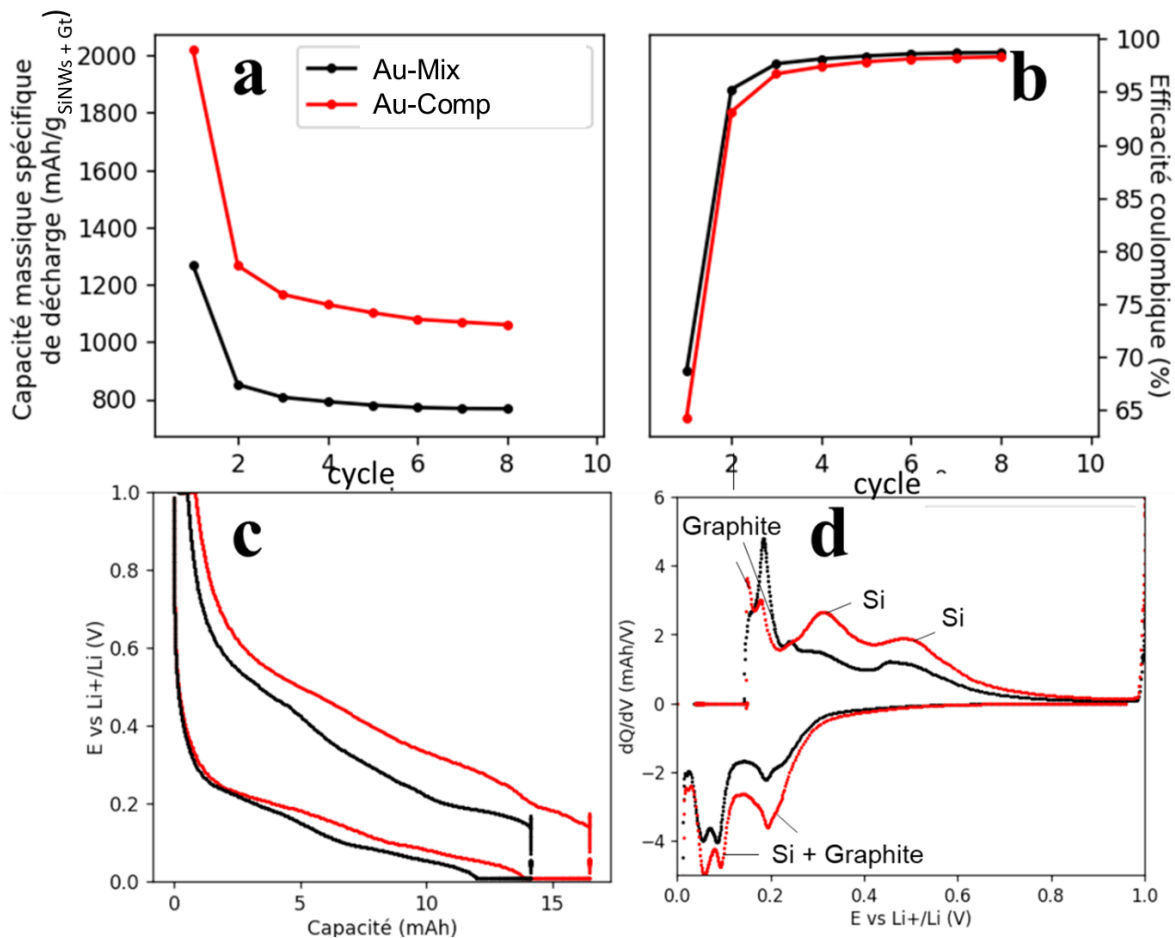 Capacité massique spécifique
de décharge (mAh/gSiNWs + Gt)
2000
1800
1600
1400
1200
1000
800
a
Au-Mix
Au-Comp
2
4
6
8
10
cycle
b
100
95
90
85
80
75
70
65
Efficacité coulombique (%)
2
4
6
8
10
cycle
c
E vs Li+/Li (V)
1.0
0.8
0.6
0.4
0.2
0.0
0
5
10
15
Capacité (mAh)
d
dQ/dV (mAh/V)
6
4
2
0
−2
−4
Graphite
Si
Si
Si + Graphite
0.0
0.2
0.4
0.6
0.8
1.0
E vs Li+/Li (V)